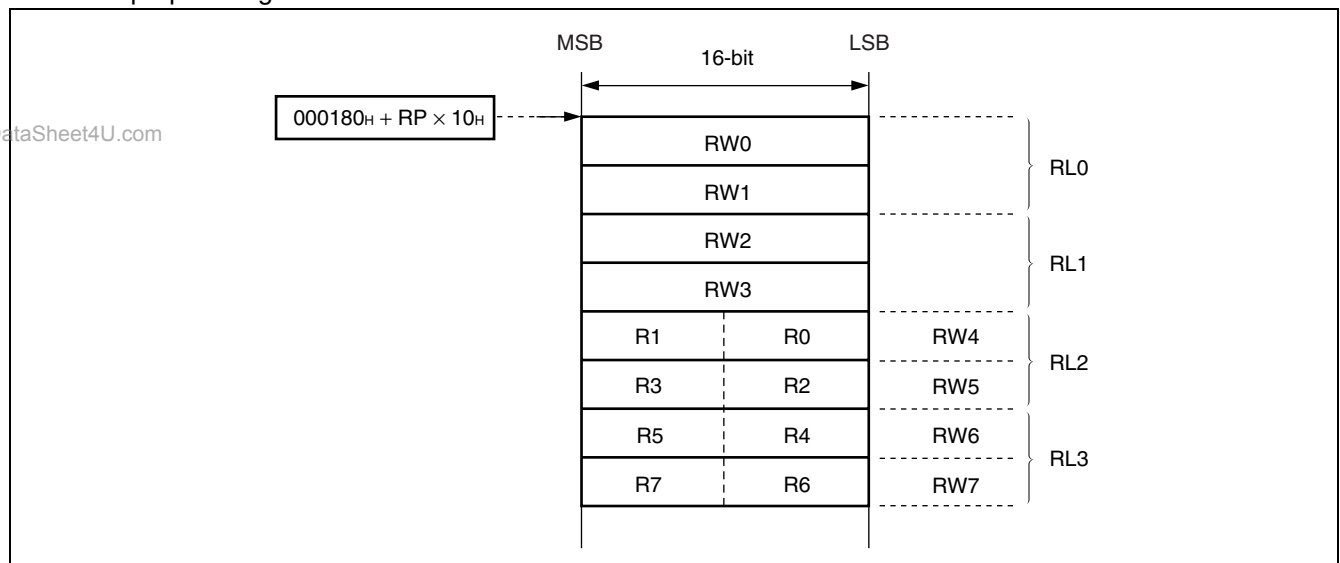 MSB LSB
16-bit
000180H + RP × 10H
ataSheet4U.com
RW0
RL0
RW1
RW2
RL1
RW3
R1 R0 RW4
RL2
R3 R2 RW5
R5 R4 RW6
RL3
R7 R6 RW7